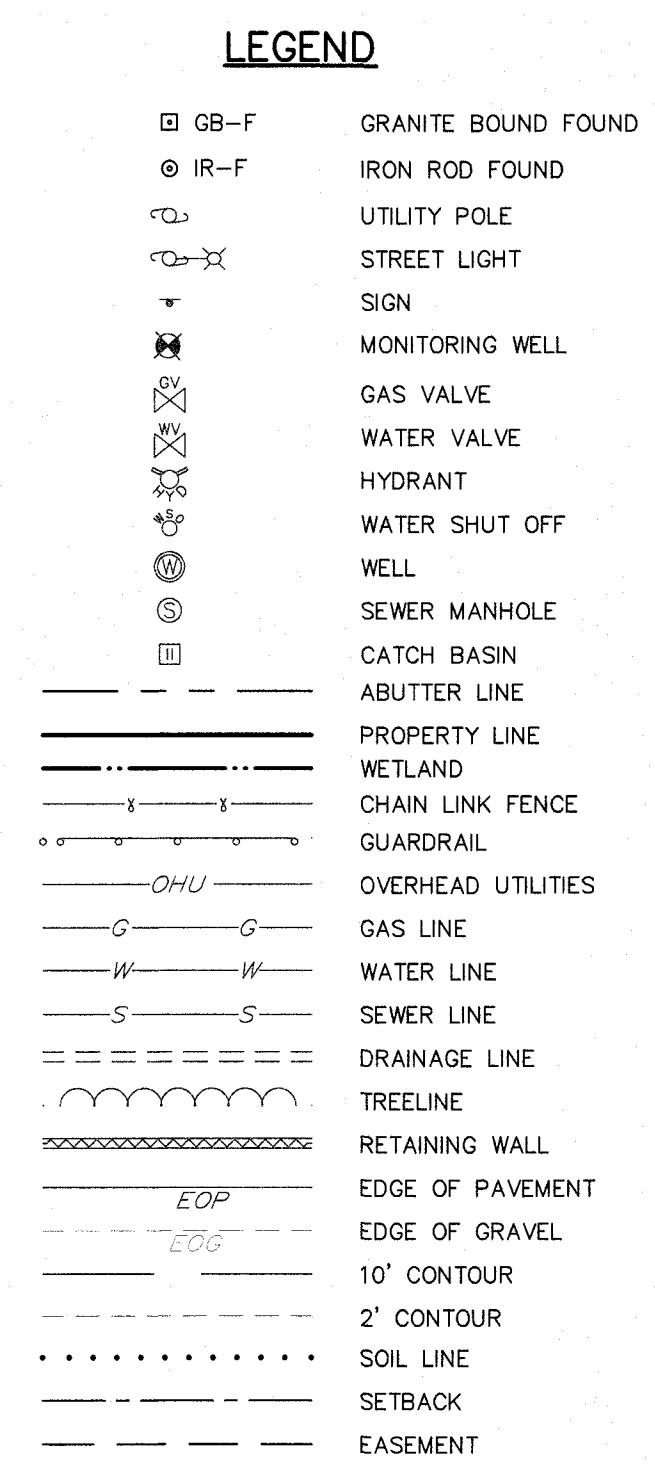 LEGEND
GB-F GRANITE BOUND FOUND
IR-F IRON ROD FOUND
UTILITY POLE
STREET LIGHT
SIGN
MONITORING WELL
GV GAS VALVE
WV WATER VALVE
HYD HYDRANT
WSO WATER SHUT OFF
W WELL
S SEWER MANHOLE
CATCH BASIN
ABUTTER LINE
PROPERTY LINE
WETLAND
CHAIN LINK FENCE
GUARDRAIL
OHU OVERHEAD UTILITIES
G G GAS LINE
W W WATER LINE
S S SEWER LINE
DRAINAGE LINE
TREELINE
RETAINING WALL
EOP EDGE OF PAVEMENT
EOG EDGE OF GRAVEL
10' CONTOUR
2' CONTOUR
SOIL LINE
SETBACK
EASEMENT